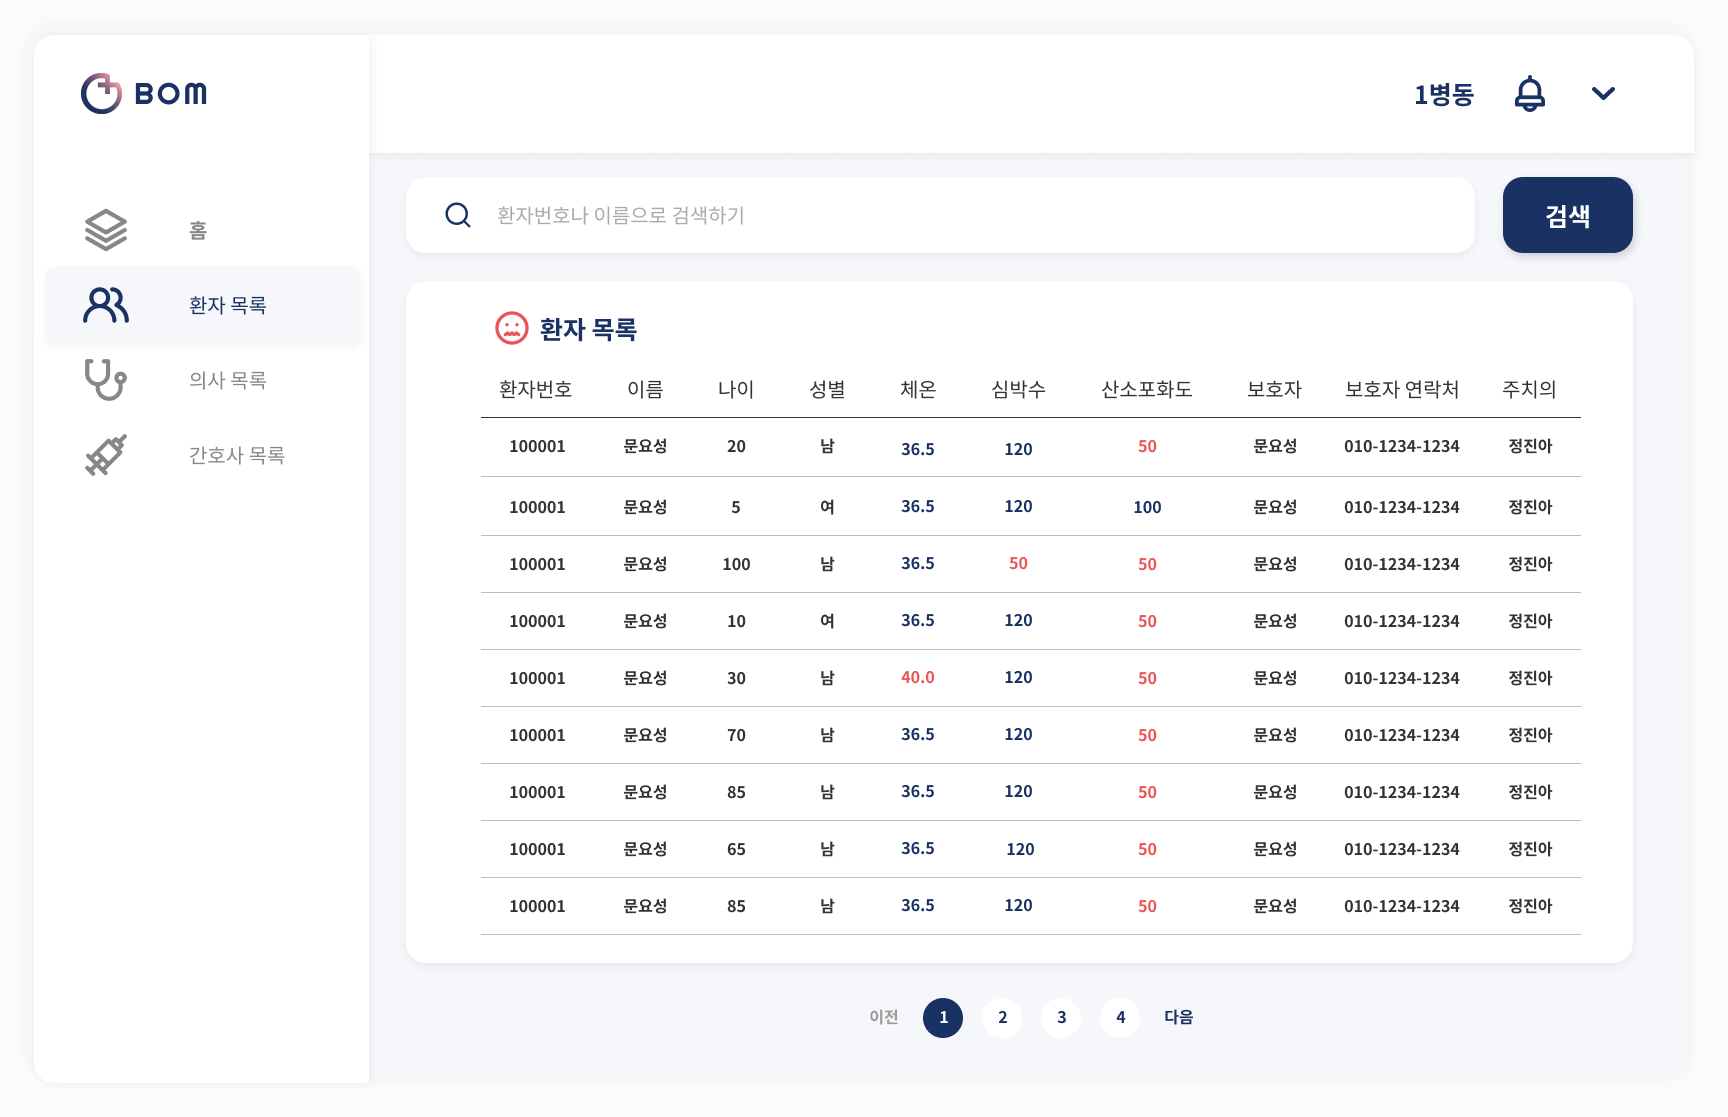 BOM
1병동
홈
환자 목록
의사 목록
간호사 목록
환자번호나 이름으로 검색하기
검색
환자 목록
환자번호 이름 나이 성별 체온 심박수 산소포화도 보호자 보호자 연락처 주치의
100001 문요성 20 남 36.5 120 50 문요성 010-1234-1234 정진아
100001 문요성 5 여 36.5 120 100 문요성 010-1234-1234 정진아
100001 문요성 100 남 36.5 50 50 문요성 010-1234-1234 정진아
100001 문요성 10 여 36.5 120 50 문요성 010-1234-1234 정진아
100001 문요성 30 남 40.0 120 50 문요성 010-1234-1234 정진아
100001 문요성 70 남 36.5 120 50 문요성 010-1234-1234 정진아
100001 문요성 85 남 36.5 120 50 문요성 010-1234-1234 정진아
100001 문요성 65 남 36.5 120 50 문요성 010-1234-1234 정진아
100001 문요성 85 남 36.5 120 50 문요성 010-1234-1234 정진아
이전 1 2 3 4 다음